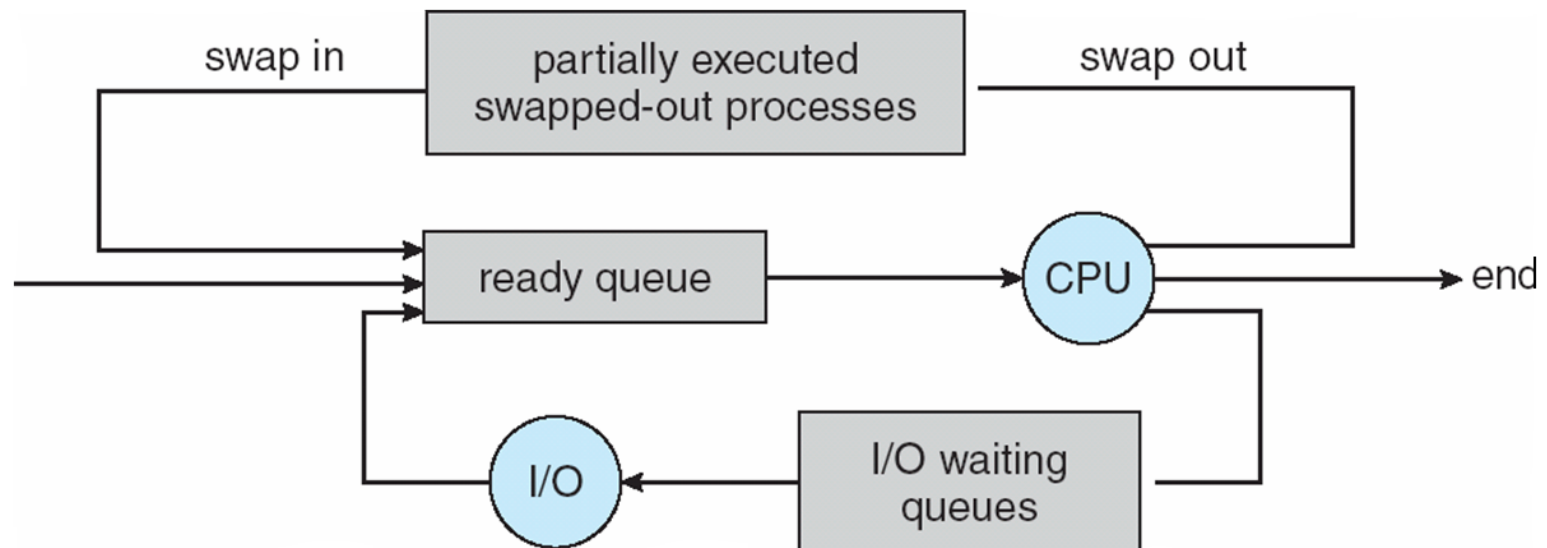 swap in
partially executed
swapped-out processes
swap out
ready queue
CPU
end
I/O
I/O waiting
queues